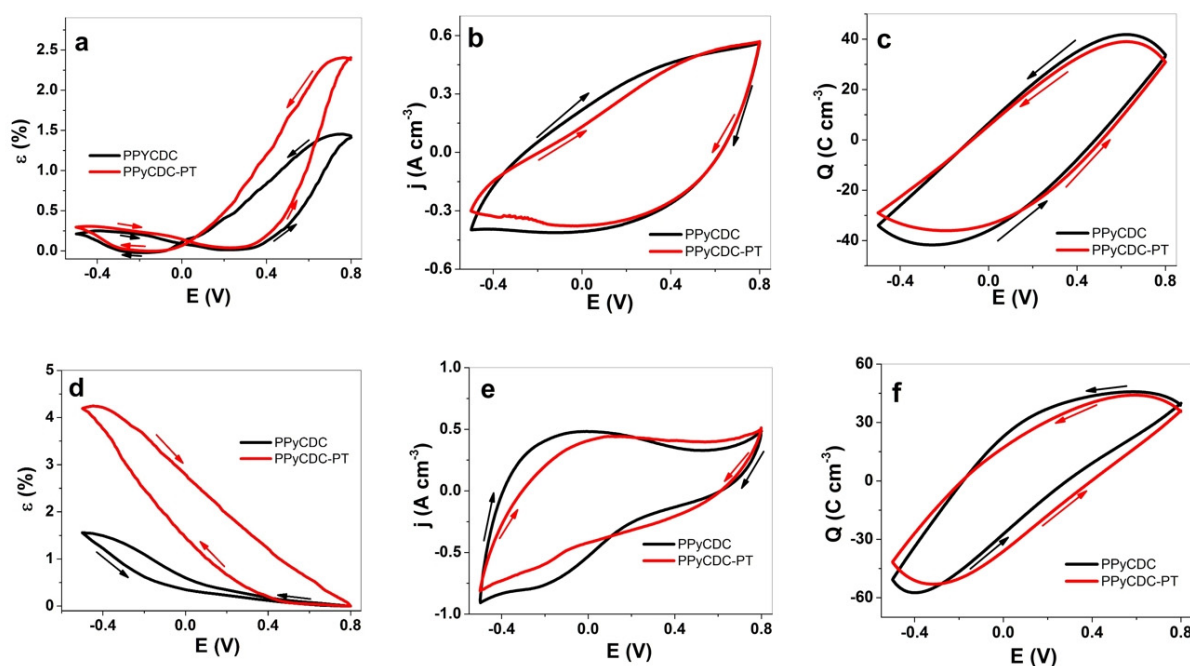 a
2.5
2.0
1.5
1.0
0.5
0.0
ε (%)
PPYCDC
PPyCDC-PT
-0.4 0.0 0.4 0.8
E (V)
b
0.6
0.3
0.0
-0.3
-0.6
j (A cm⁻³)
PPyCDC
PPyCDC-PT
-0.4 0.0 0.4 0.8
E (V)
c
40
20
0
-20
-40
Q (C cm⁻³)
PPyCDC
PPyCDC-PT
-0.4 0.0 0.4 0.8
E (V)
d
5
4
3
2
1
0
ε (%)
PPyCDC
PPyCDC-PT
-0.4 0.0 0.4 0.8
E (V)
e
1.0
0.5
0.0
-0.5
-1.0
j (A cm⁻³)
PPyCDC
PPyCDC-PT
-0.4 0.0 0.4 0.8
E (V)
f
60
30
0
-30
-60
Q (C cm⁻³)
PPyCDC
PPyCDC-PT
-0.4 0.0 0.4 0.8
E (V)